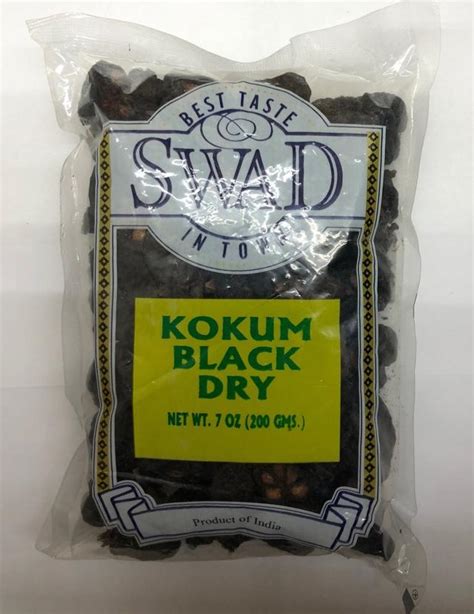 BEST TASTE
SWAD
IN TOWN
KOKUM
BLACK
DRY
NET WT. 7 OZ (200 GMS.)
Product of India